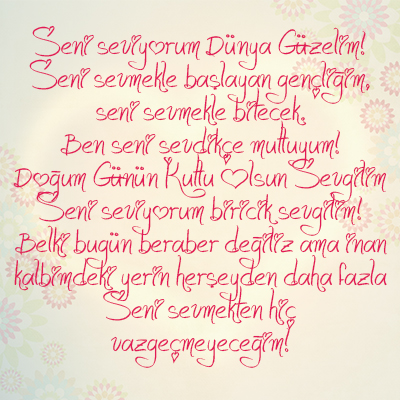 Seni seviyorum Dünya Güzelim!
Seni sevmekle başlayan gençliğim,
seni sevmekle bitecek.
Ben seni sevdikçe mutluyum!
Doğum Günün Kutlu Olsun Sevgilim
Seni seviyorum biricik sevgilim!
Belki bugün beraber değiliz ama inan
kalbimdeki yerin herşeyden daha fazla
Seni sevmekten hiç
vazgeçmeyeceğim!